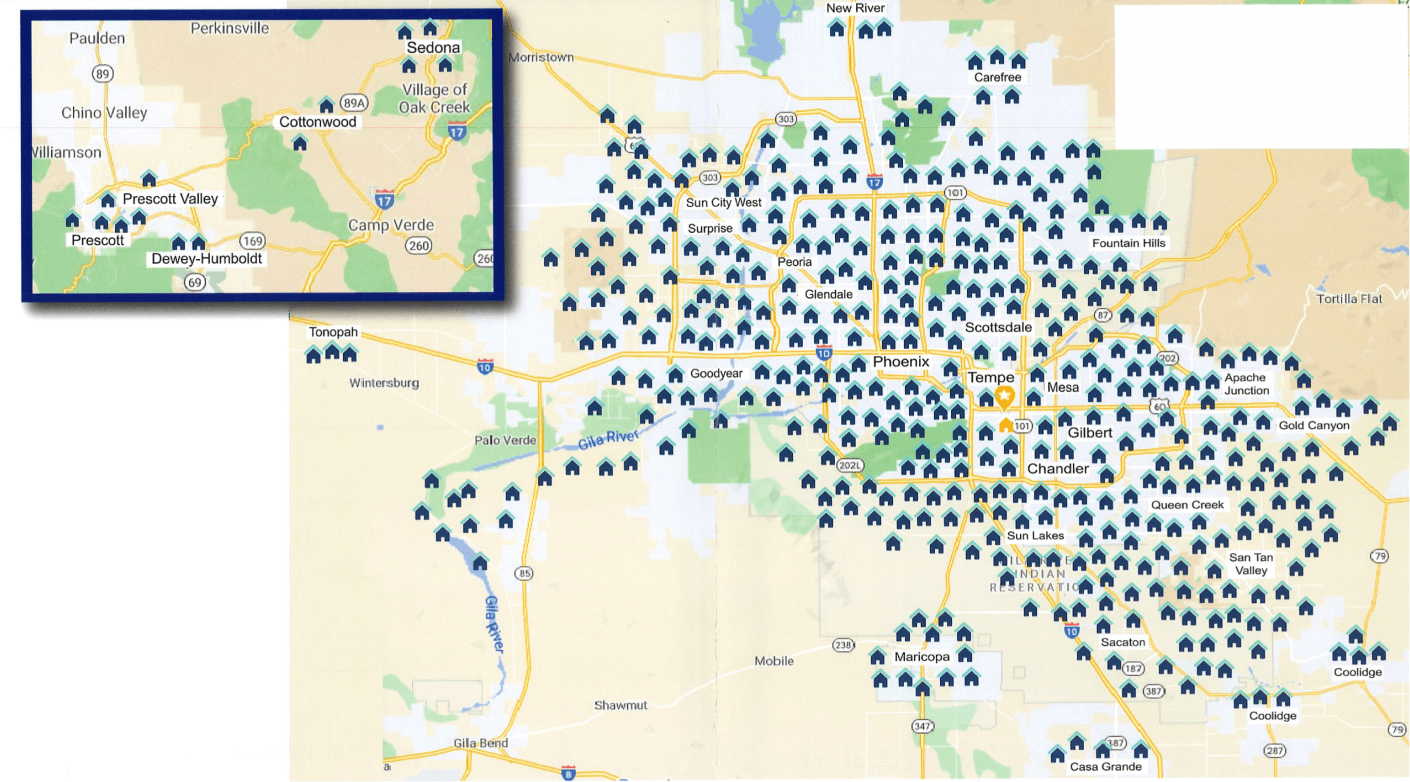 Paulden
Perkinsville
89
Sedona
Chino Valley
89A
Village of
Oak Creek
Cottonwood
17
Williamson
17
Prescott Valley
Camp Verde
Prescott
169
260
Dewey-Humboldt
69
New River
Morristown
Carefree
303
303
17
101
Sun City West
Surprise
Fountain Hills
Peoria
Glendale
Tortilla Flat
87
Scottsdale
Tonopah
10
10
Phoenix
202
Wintersburg
Goodyear
Tempe
Mesa
Apache
Junction
60
Gold Canyon
101
Gilbert
Palo Verde
Gila River
202L
Chandler
Queen Creek
Sun Lakes
San Tan
Valley
79
INDIAN
85
Gila River
10
238
Sacaton
Maricopa
Mobile
187
Coolidge
387
Shawmut
Coolidge
347
79
Gila Bend
387
287
Casa Grande
8